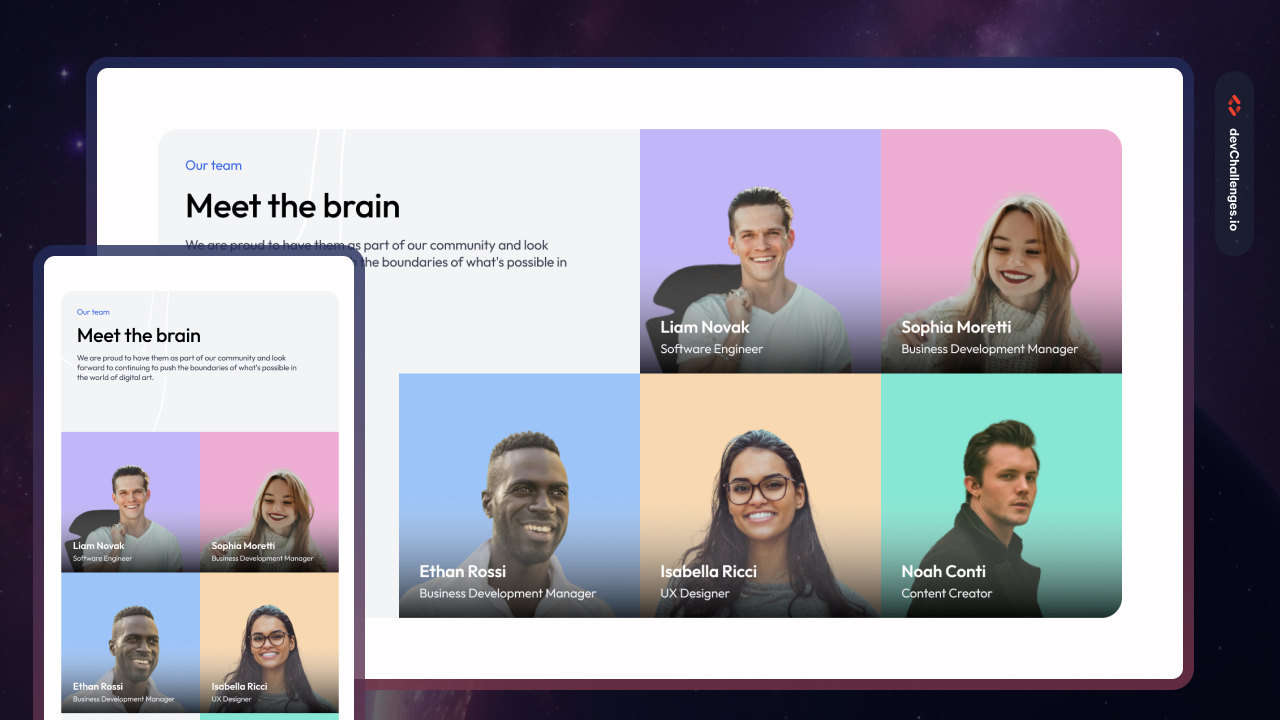 Our team
Meet the brain
We are proud to have them as part of our community and look
the boundaries of what's possible in
Liam Novak
Software Engineer
Sophia Moretti
Business Development Manager
Ethan Rossi
Business Development Manager
Isabella Ricci
UX Designer
Noah Conti
Content Creator
Our team
Meet the brain
We are proud to have them as part of our community and look
forward to continuing to push the boundaries of what's possible in
the world of digital art.
Liam Novak
Software Engineer
Sophia Moretti
Business Development Manager
Ethan Rossi
Business Development Manager
Isabella Ricci
UX Designer
devChallenges.io